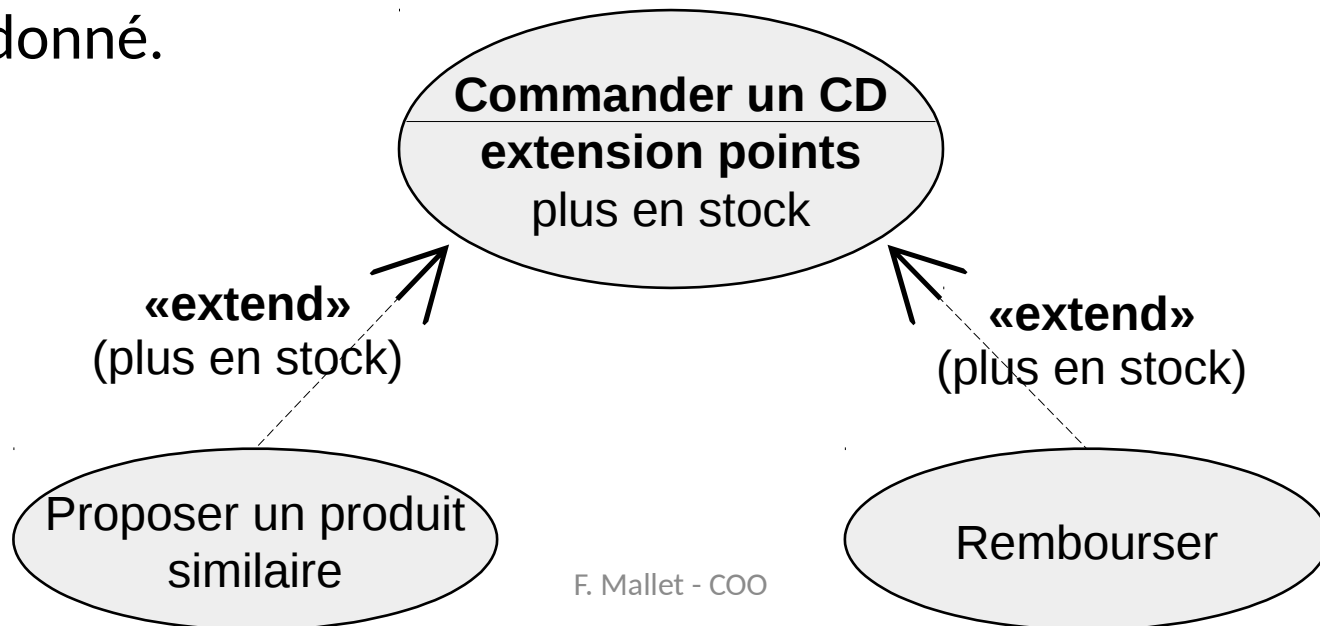 donné.
Commander un CD
extension points
plus en stock
«extend»
(plus en stock)
«extend»
(plus en stock)
Proposer un produit
similaire
Rembourser
F. Mallet - COO